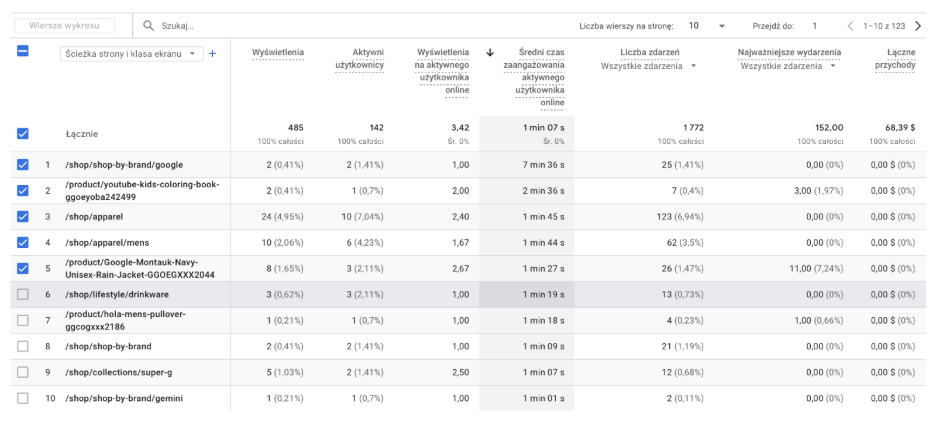 Wiersze wykresu
Szukaj...
Liczba wierszy na stronę: 10
Przejdź do: 1
1–10 z 123
Ścieżka strony i klasa ekranu
+
Wyświetlenia
Aktywni
użytkownicy
Wyświetlenia
na aktywnego
użytkownika
online
↓ Średni czas
zaangażowania
aktywnego
użytkownika
online
Liczba zdarzeń
Wszystkie zdarzenia
Najważniejsze wydarzenia
Wszystkie zdarzenia
Łączne
przychody
Łącznie
485
100% całości
142
100% całości
3,42
Śr. 0%
1 min 07 s
Śr. 0%
1 772
100% całości
152,00
100% całości
68,39 $
100% całości
1 /shop/shop-by-brand/google 2 (0,41%) 2 (1,41%) 1,00 7 min 36 s 25 (1,41%) 0,00 (0%) 0,00 $ (0%)
2 /product/youtube-kids-coloring-book-
ggoeyoba242499 2 (0,41%) 1 (0,7%) 2,00 2 min 36 s 7 (0,4%) 3,00 (1,97%) 0,00 $ (0%)
3 /shop/apparel 24 (4,95%) 10 (7,04%) 2,40 1 min 45 s 123 (6,94%) 0,00 (0%) 0,00 $ (0%)
4 /shop/apparel/mens 10 (2,06%) 6 (4,23%) 1,67 1 min 44 s 62 (3,5%) 0,00 (0%) 0,00 $ (0%)
5 /product/Google-Montauk-Navy-
Unisex-Rain-Jacket-GGOEGXXX2044 8 (1,65%) 3 (2,11%) 2,67 1 min 27 s 26 (1,47%) 11,00 (7,24%) 0,00 $ (0%)
6 /shop/lifestyle/drinkware 3 (0,62%) 3 (2,11%) 1,00 1 min 19 s 13 (0,73%) 0,00 (0%) 0,00 $ (0%)
7 /product/hola-mens-pullover-
ggcogxxx2186 1 (0,21%) 1 (0,7%) 1,00 1 min 18 s 4 (0,23%) 1,00 (0,66%) 0,00 $ (0%)
8 /shop/shop-by-brand 2 (0,41%) 2 (1,41%) 1,00 1 min 09 s 21 (1,19%) 0,00 (0%) 0,00 $ (0%)
9 /shop/collections/super-g 5 (1,03%) 2 (1,41%) 2,50 1 min 07 s 12 (0,68%) 0,00 (0%) 0,00 $ (0%)
10 /shop/shop-by-brand/gemini 1 (0,21%) 1 (0,7%) 1,00 1 min 01 s 2 (0,11%) 0,00 (0%) 0,00 $ (0%)